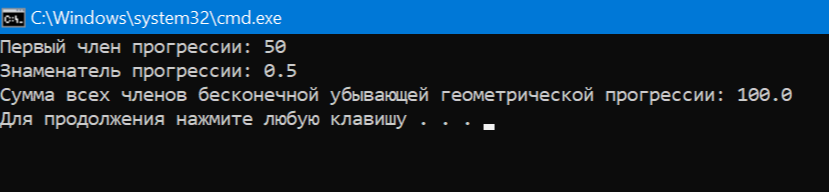 C:\Windows\system32\cmd.exe
Первый член прогрессии: 50
Знаменатель прогрессии: 0.5
Сумма всех членов бесконечной убывающей геометрической прогрессии: 100.0
Для продолжения нажмите любую клавишу . . .